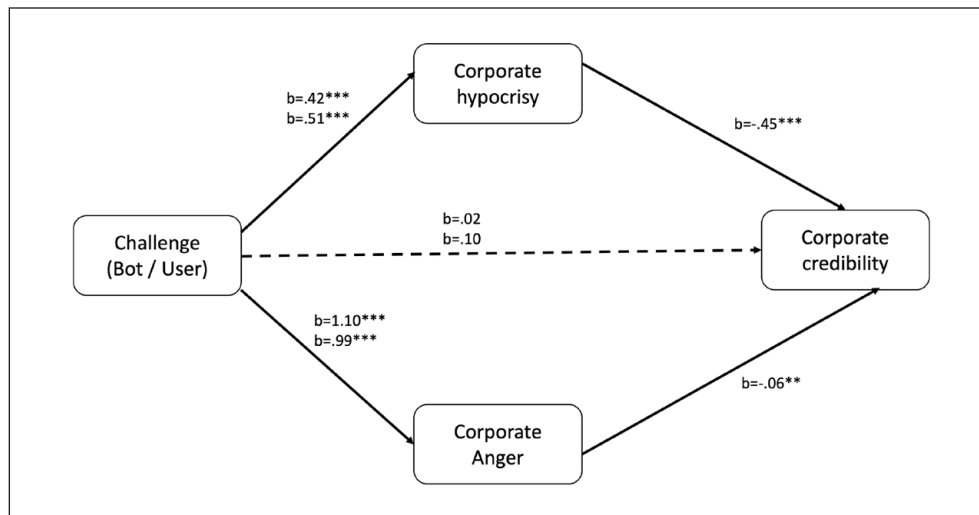 Corporate
hypocrisy
b=.42***
b=.51***
b=-.45***
b=.02
b=.10
Challenge
(Bot / User)
Corporate
credibility
b=1.10***
b=.99***
b=-.06**
Corporate
Anger